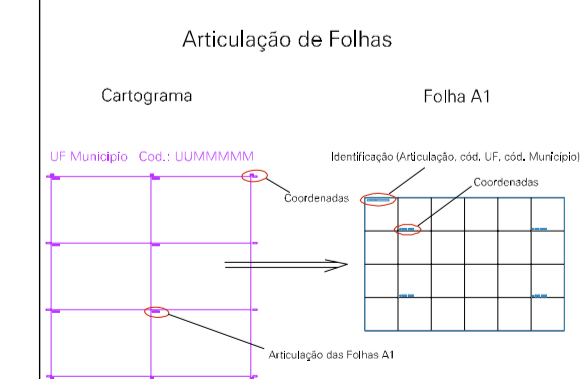 Articulação de Folhas
Cartograma
Folha A1
UF Municipio Cod.: UUMMMMM
Identificação (Articulação, cód. UF, cód. Município)
Coordenadas
Coordenadas
Articulação das Folhas A1